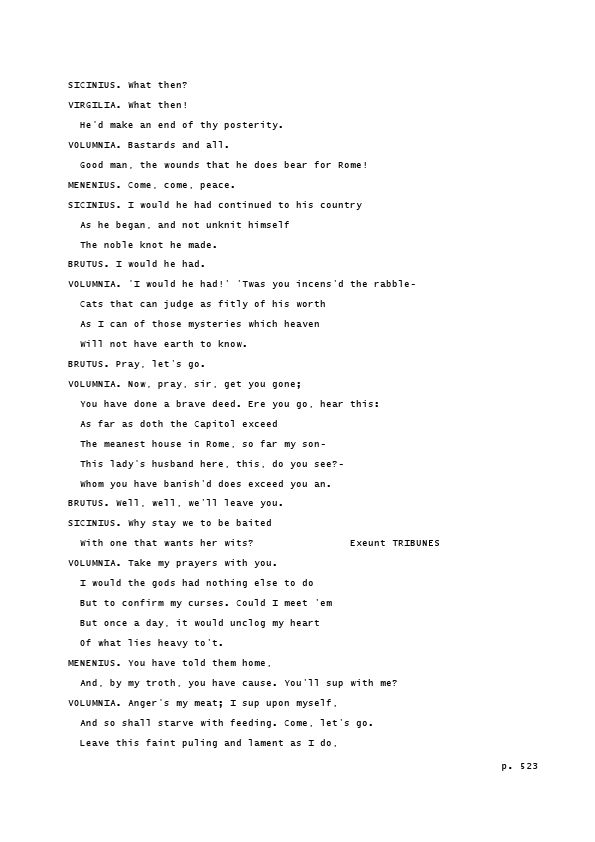 SICINIUS. What then?
VIRGILIA. What then!
He'd make an end of thy posterity.
VOLUMNIA. Bastards and all.
Good man, the wounds that he does bear for Rome!
MENENIUS. Come, come, peace.
SICINIUS. I would he had continued to his country
As he began, and not unknit himself
The noble knot he made.
BRUTUS. I would he had.
VOLUMNIA. 'I would he had!' 'Twas you incens'd the rabble-
Cats that can judge as fitly of his worth
As I can of those mysteries which heaven
Will not have earth to know.
BRUTUS. Pray, let's go.
VOLUMNIA. Now, pray, sir, get you gone;
You have done a brave deed. Ere you go, hear this:
As far as doth the Capitol exceed
The meanest house in Rome, so far my son-
This lady's husband here, this, do you see?-
Whom you have banish'd does exceed you an.
BRUTUS. Well, well, we'll leave you.
SICINIUS. Why stay we to be baited
With one that wants her wits? Exeunt TRIBUNES
VOLUMNIA. Take my prayers with you.
I would the gods had nothing else to do
But to confirm my curses. Could I meet 'em
But once a day, it would unclog my heart
Of what lies heavy to't.
MENENIUS. You have told them home,
And, by my troth, you have cause. You'll sup with me?
VOLUMNIA. Anger's my meat; I sup upon myself,
And so shall starve with feeding. Come, let's go.
Leave this faint puling and lament as I do,
p. 523